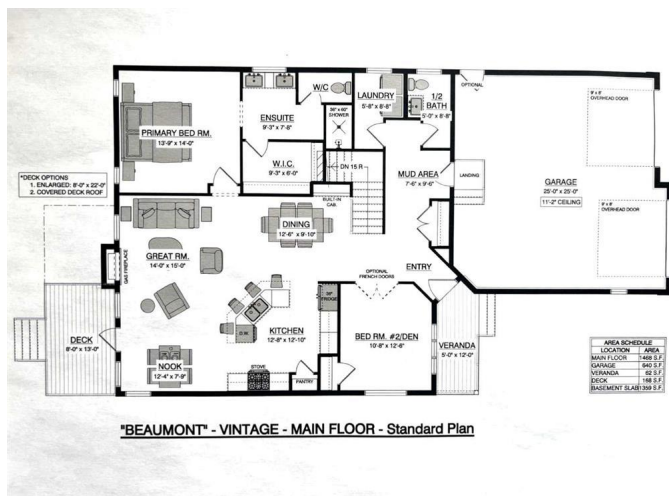 OPTIONAL
9' x 9'
OVERHEAD DOOR
W/C
LAUNDRY
5'-8" x 8'-8"
1/2
BATH
5'-0" x 8'-8"
36" x 60"
SHOWER
ENSUITE
9'-3" x 7'-8"
PRIMARY BED RM.
13'-9" x 14'-0"
W.I.C.
9'-3" x 6'-0"
DN 15 R
MUD AREA
7'-6" x 9'-6"
LANDING
GARAGE
25'-0" x 25'-0"
11'-2" CEILING
*DECK OPTIONS
1. ENLARGED: 8'-0" x 22'-0"
2. COVERED DECK ROOF
BUILT-IN
CAB.
9' x 9'
OVERHEAD DOOR
DINING
12'-6" x 9'-10"
GREAT RM.
14'-0" x 15'-0"
GAS FIREPLACE
ENTRY
OPTIONAL
FRENCH DOORS
36"
FRIDGE
KITCHEN
12'-8" x 12'-10"
D.W.
DECK
8'-0" x 13'-0"
BED RM. #2/DEN
10'-8" x 12'-6"
VERANDA
5'-0" x 12'-0"
NOOK
12'-4" x 7'-9"
STOVE
PANTRY
AREA SCHEDULE
LOCATION AREA
MAIN FLOOR 1468 S.F.
GARAGE 640 S.F.
VERANDA 62 S.F.
DECK 168 S.F.
BASEMENT SLAB 1359 S.F.
"BEAUMONT" - VINTAGE - MAIN FLOOR - Standard Plan